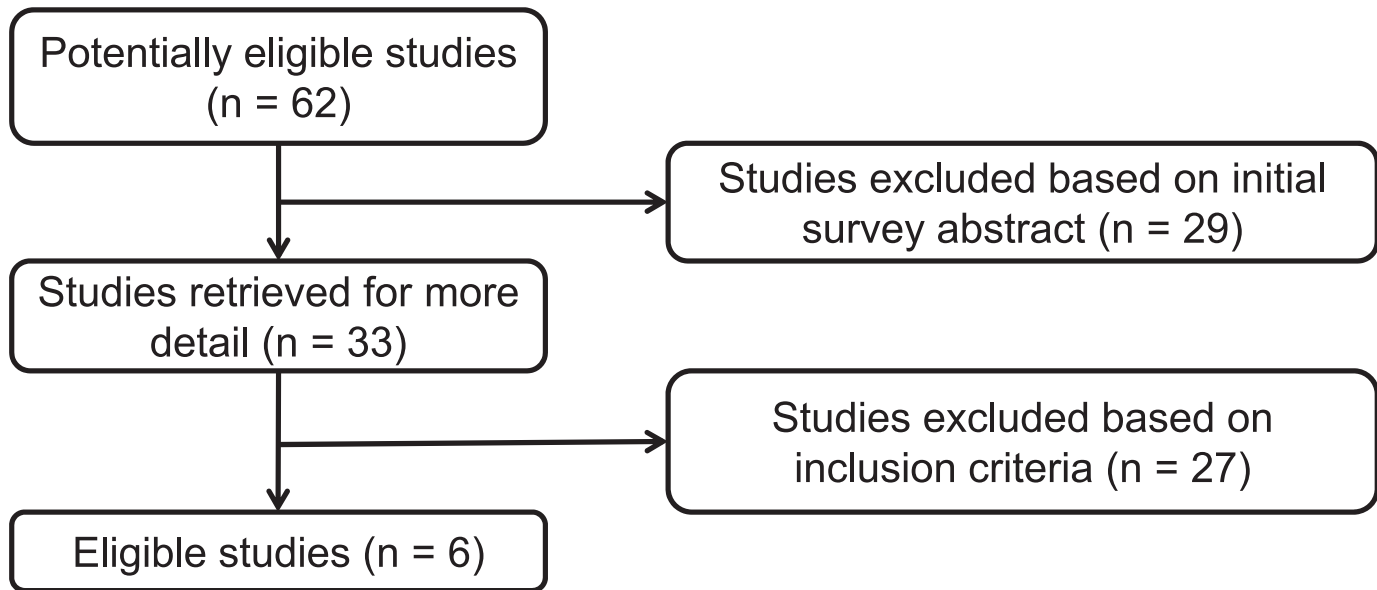 Potentially eligible studies
(n = 62)
Studies excluded based on initial
survey abstract (n = 29)
Studies retrieved for more
detail (n = 33)
Studies excluded based on
inclusion criteria (n = 27)
Eligible studies (n = 6)